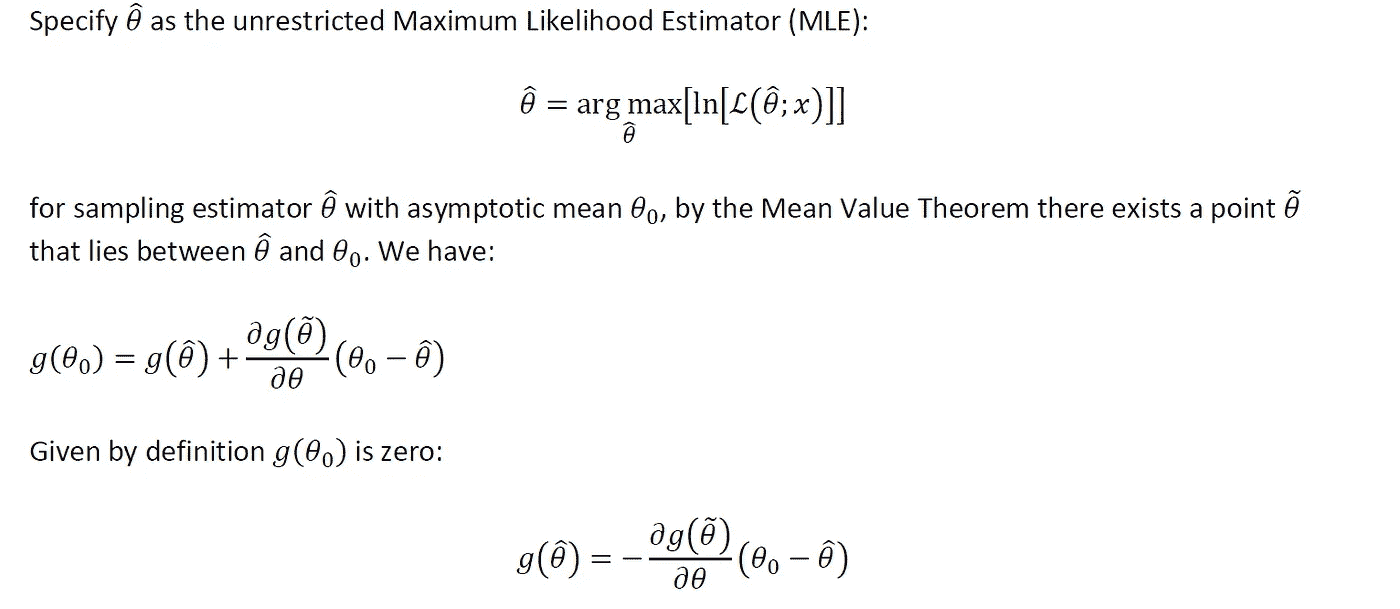 Specify θ̂ as the unrestricted Maximum Likelihood Estimator (MLE):
θ̂ = arg max[ln[ℒ(θ̂; x)]]
θ̂
for sampling estimator θ̂ with asymptotic mean θ₀, by the Mean Value Theorem there exists a point θ̃
that lies between θ̂ and θ₀. We have:
g(θ₀) = g(θ̂) + ∂g(θ̃)/∂θ (θ₀ − θ̂)
Given by definition g(θ₀) is zero:
g(θ̂) = − ∂g(θ̃)/∂θ (θ₀ − θ̂)